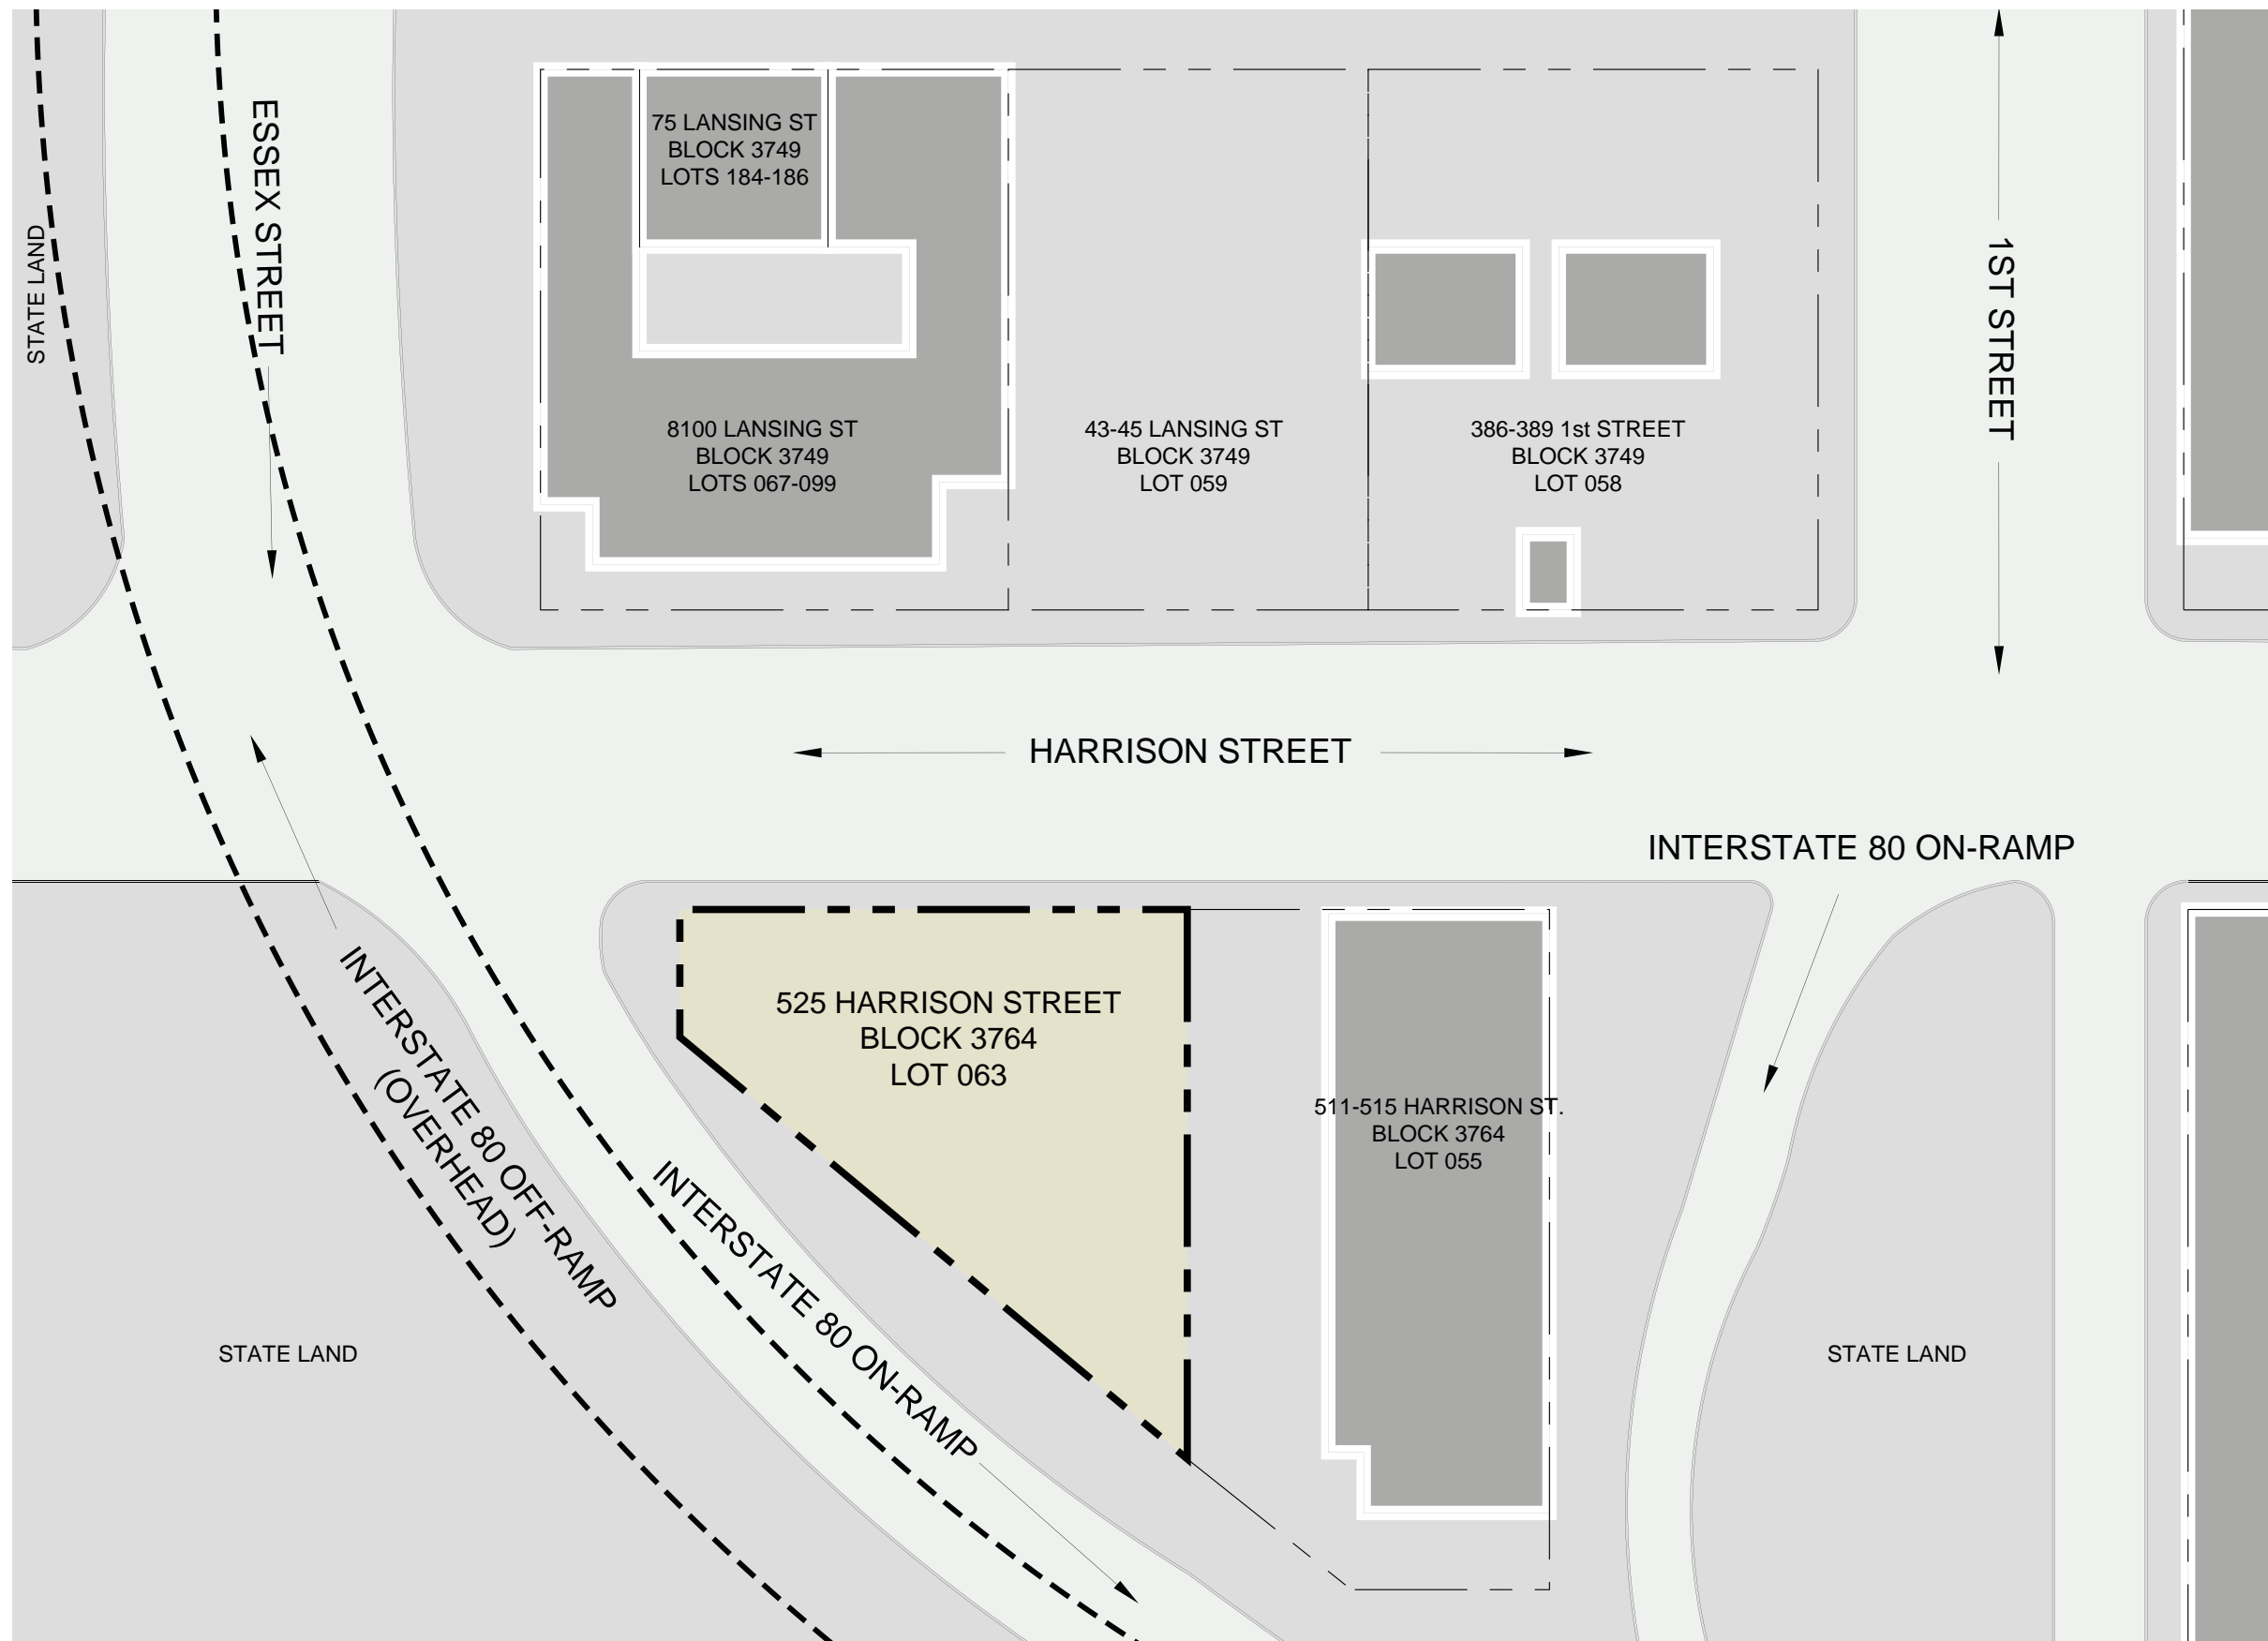 ESSEX STREET
STATE LAND
75 LANSING ST
BLOCK 3749
LOTS 184-186
8100 LANSING ST
BLOCK 3749
LOTS 067-099
43-45 LANSING ST
BLOCK 3749
LOT 059
386-389 1st STREET
BLOCK 3749
LOT 058
1ST STREET
HARRISON STREET
INTERSTATE 80 ON-RAMP
525 HARRISON STREET
BLOCK 3764
LOT 063
511-515 HARRISON ST.
BLOCK 3764
LOT 055
INTERSTATE 80 OFF-RAMP
(OVERHEAD)
INTERSTATE 80 ON-RAMP
STATE LAND
STATE LAND